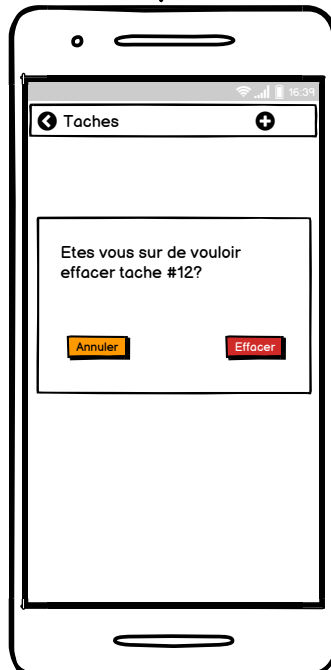 16:39
Taches
Etes vous sur de vouloir
effacer tache #12?
Annuler
Effacer